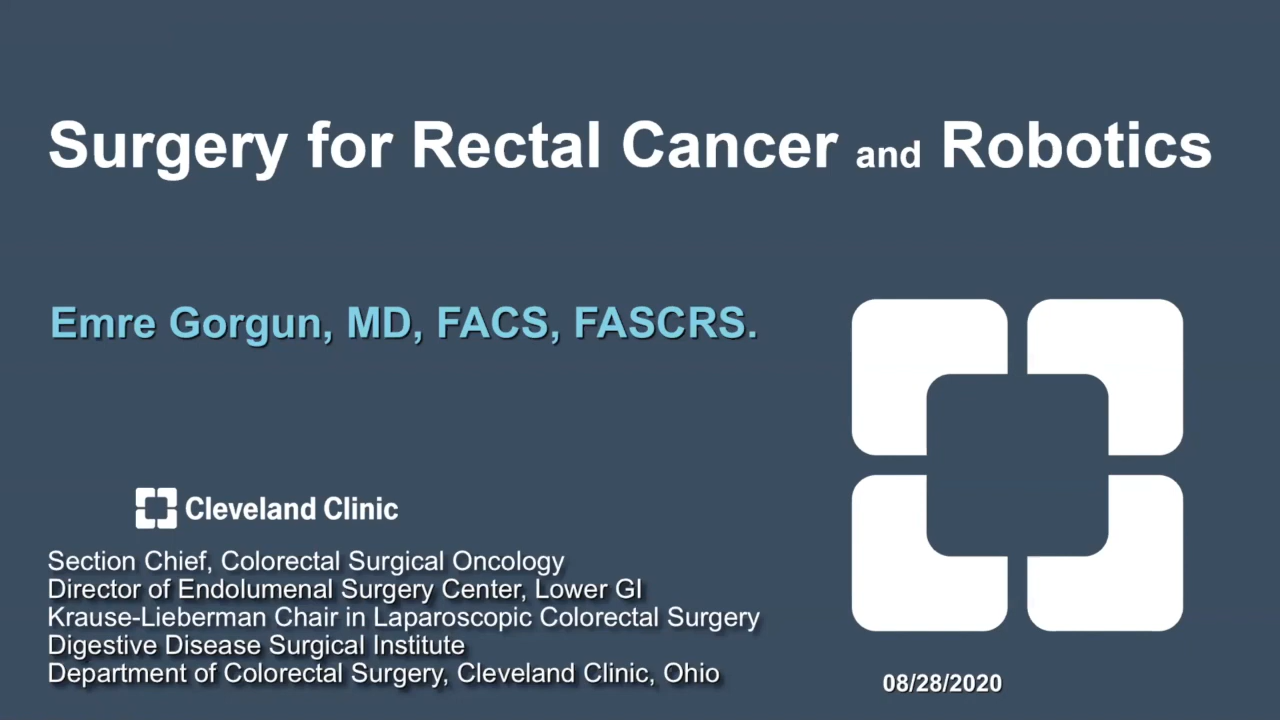 Surgery for Rectal Cancer and Robotics
Emre Gorgun, MD, FACS, FASCRS.
Cleveland Clinic
Section Chief, Colorectal Surgical Oncology
Director of Endolumenal Surgery Center, Lower GI
Krause-Lieberman Chair in Laparoscopic Colorectal Surgery
Digestive Disease Surgical Institute
Department of Colorectal Surgery, Cleveland Clinic, Ohio
08/28/2020